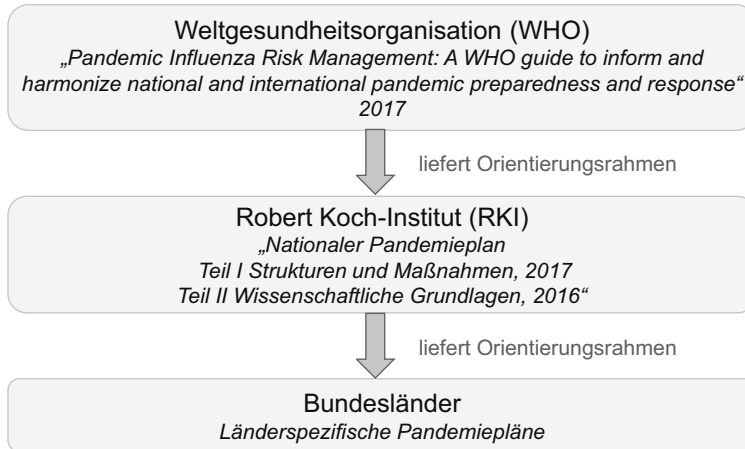 Weltgesundheitsorganisation (WHO)
„Pandemic Influenza Risk Management: A WHO guide to inform and
harmonize national and international pandemic preparedness and response“
2017
liefert Orientierungsrahmen
Robert Koch-Institut (RKI)
„Nationaler Pandemieplan
Teil I Strukturen und Maßnahmen, 2017
Teil II Wissenschaftliche Grundlagen, 2016“
liefert Orientierungsrahmen
Bundesländer
Länderspezifische Pandemiepläne